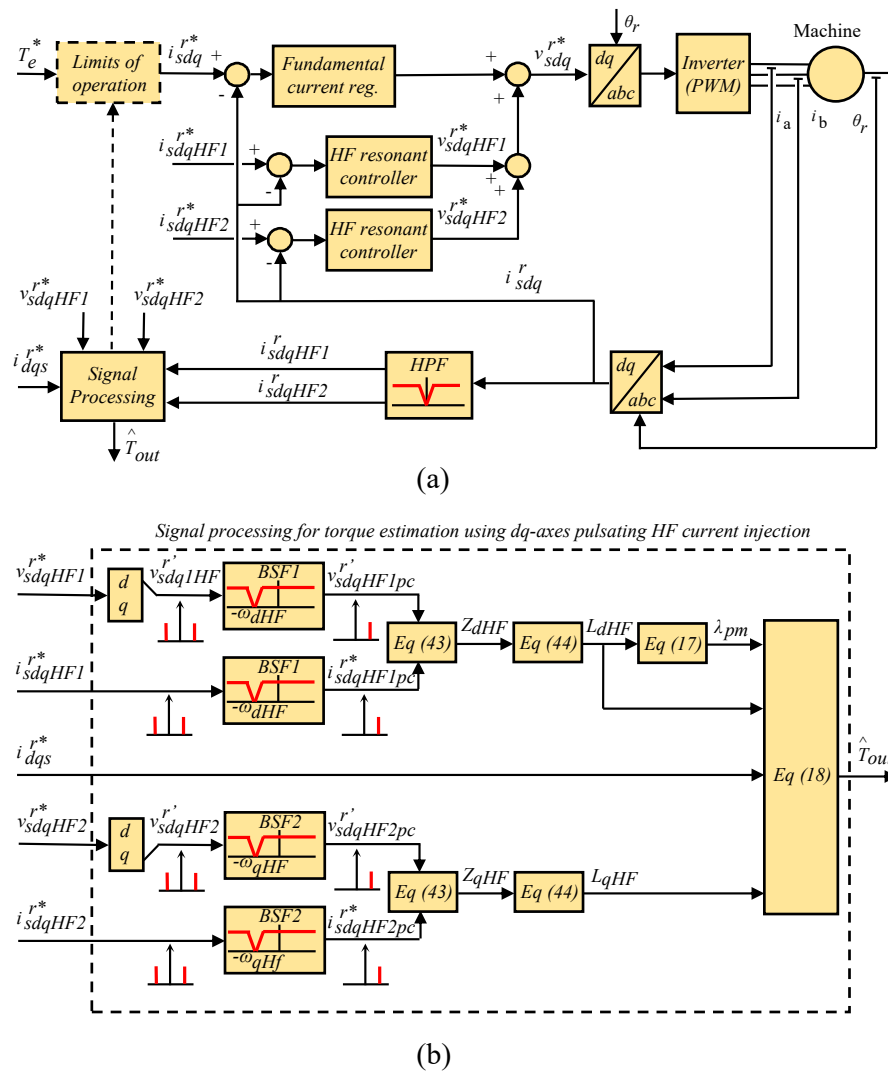 T_e^*
Limits of
operation
i_sdq^r*
+
-
Fundamental
current reg.
+
+
v_sdq^r*
θ_r
dq
abc
Inverter
(PWM)
Machine
i_a
i_b
θ_r
i_sdqHF1^r*
+
-
HF resonant
controller
v_sdqHF1^r*
+
+
i_sdqHF2^r*
+
-
HF resonant
controller
v_sdqHF2^r*
i_sdq^r
v_sdqHF1^r*
v_sdqHF2^r*
i_dqs^r*
Signal
Processing
i_sdqHF1^r
i_sdqHF2^r
HPF
dq
abc
T̂_out
(a)
Signal processing for torque estimation using dq-axes pulsating HF current injection
v_sdqHF1^r*
d
q
v_sdq1HF^r'
BSF1
-ω_dHF
v_sdqHF1pc^r'
Eq (43)
Z_dHF
Eq (44)
L_dHF
Eq (17)
λ_pm
i_sdqHF1^r*
BSF1
-ω_dHF
i_sdqHF1pc^r*
i_dqs^r*
Eq (18)
T̂_out
v_sdqHF2^r*
d
q
v_sdqHF2^r'
BSF2
-ω_qHF
v_sdqHF2pc^r'
Eq (43)
Z_qHF
Eq (44)
L_qHF
i_sdqHF2^r*
BSF2
-ω_qHf
i_sdqHF2pc^r*
(b)